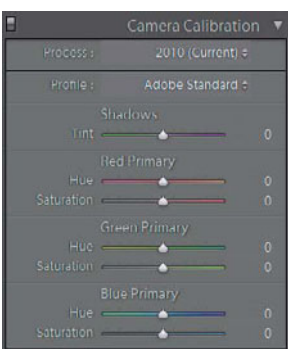 Camera Calibration
Process : 2010 (Current)
Profile : Adobe Standard
Shadows
Tint 0
Red Primary
Hue 0
Saturation 0
Green Primary
Hue 0
Saturation 0
Blue Primary
Hue 0
Saturation 0